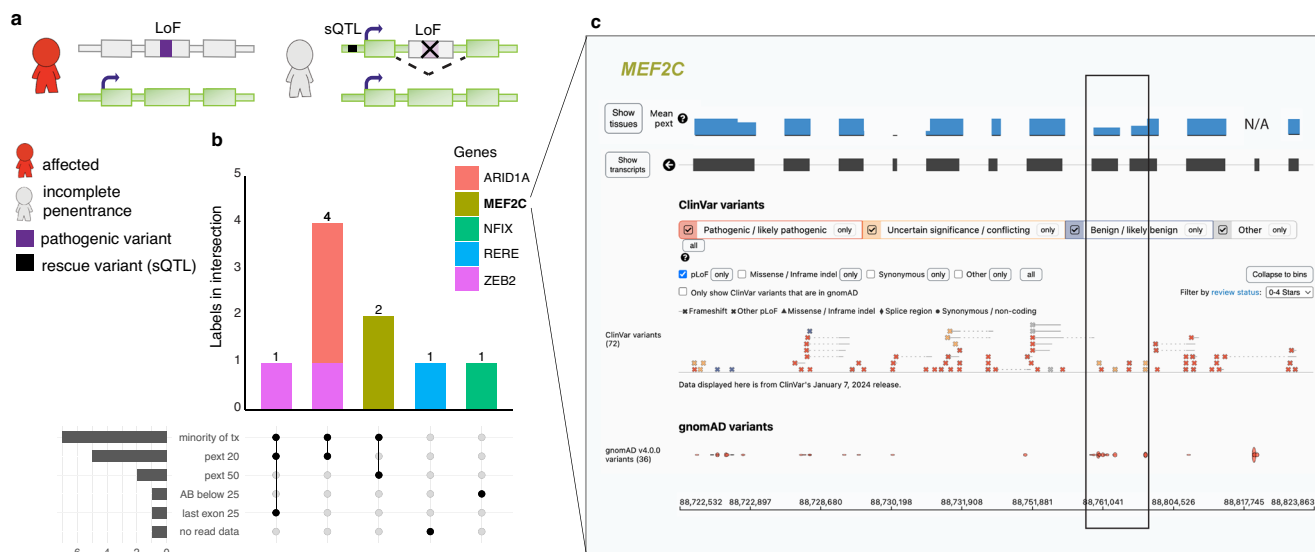 a
LoF
sQTL
LoF
affected
incomplete
penentrance
pathogenic variant
rescue variant (sQTL)
b
Labels in intersection
5
4
3
2
1
0
1
4
2
1
1
Genes
ARID1A
MEF2C
NFIX
RERE
ZEB2
minority of tx
pext 20
pext 50
AB below 25
last exon 25
no read data
6
4
2
0
c
MEF2C
Show
tissues
Mean
pext
?
N/A
Show
transcripts
ClinVar variants
Pathogenic / likely pathogenic only
Uncertain significance / conflicting only
Benign / likely benign only
Other only
all
?
pLoF only
Missense / Inframe indel only
Synonymous only
Other only
all
Collapse to bins
Only show ClinVar variants that are in gnomAD
Filter by review status: 0-4 Stars
Frameshift Other pLoF Missense / Inframe indel Splice region Synonymous / non-coding
ClinVar variants
(72)
Data displayed here is from ClinVar's January 7, 2024 release.
gnomAD variants
gnomAD v4.0.0
variants (36)
88,722,532 88,722,897 88,728,680 88,730,198 88,731,908 88,751,881 88,761,041 88,804,526 88,817,745 88,823,863